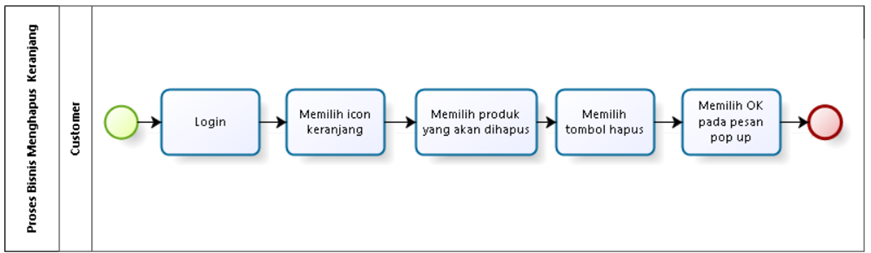 Proses Bisnis Menghapus Keranjang
Customer
Login
Memilih icon
keranjang
Memilih produk
yang akan dihapus
Memilih
tombol hapus
Memilih OK
pada pesan
pop up